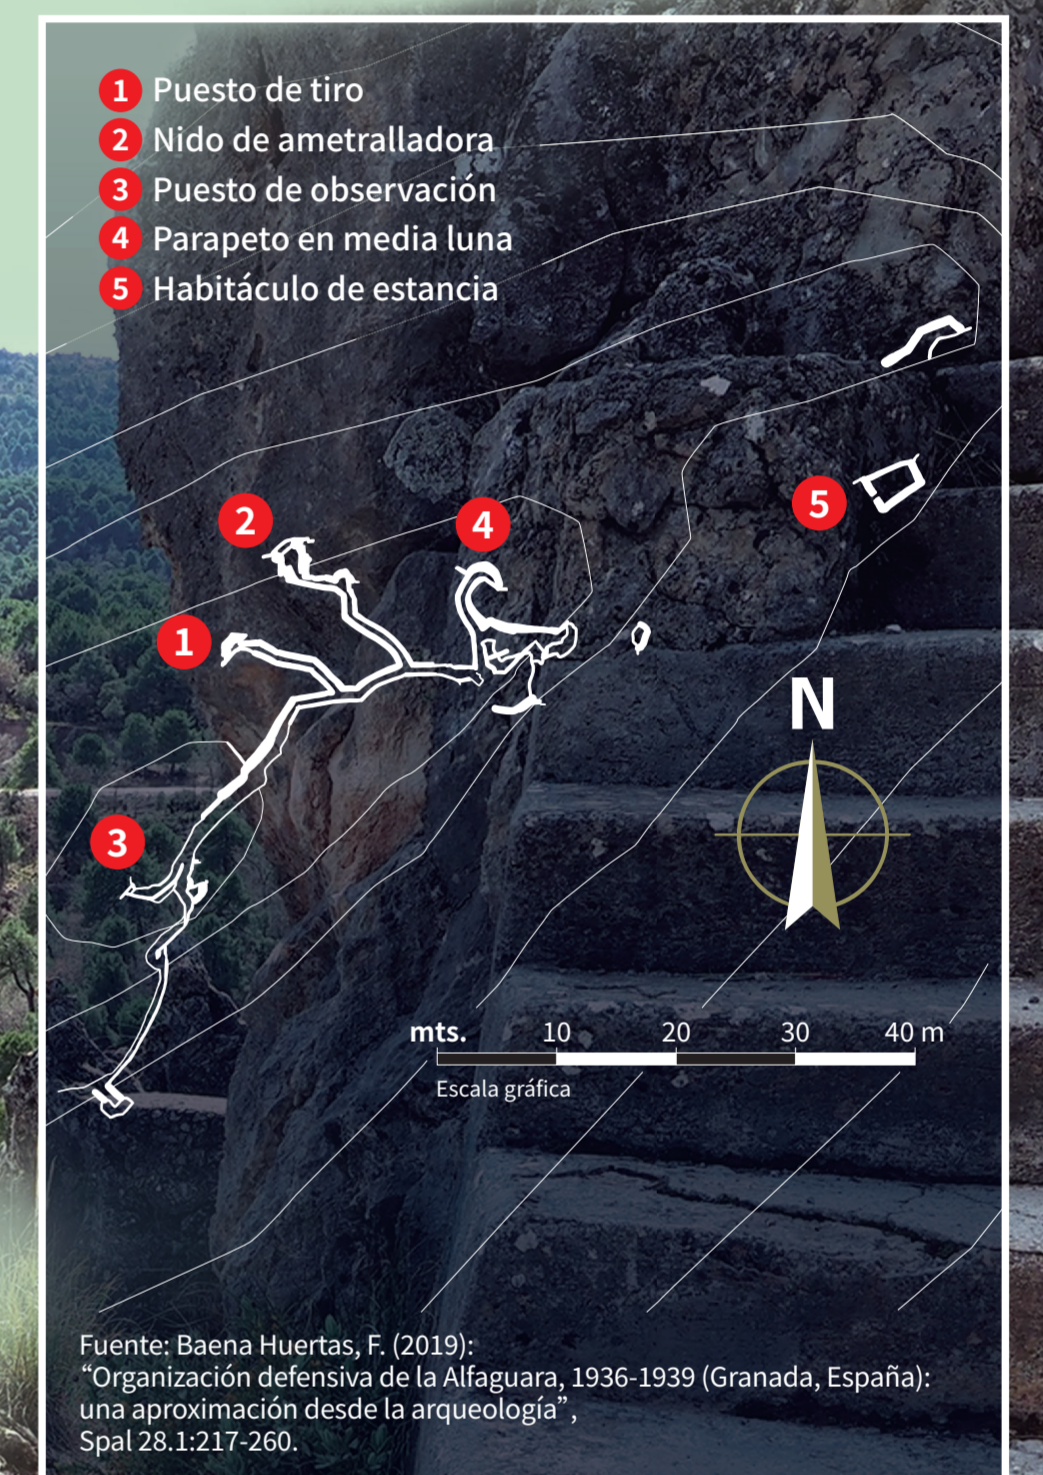 1 Puesto de tiro
2 Nido de ametralladora
3 Puesto de observación
4 Parapeto en media luna
5 Habitáculo de estancia
5
2
4
1
N
3
mts. 10 20 30 40 m
Escala gráfica
Fuente: Baena Huertas, F. (2019):
“Organización defensiva de la Alfaguara, 1936-1939 (Granada, España):
una aproximación desde la arqueología”,
Spal 28.1:217-260.